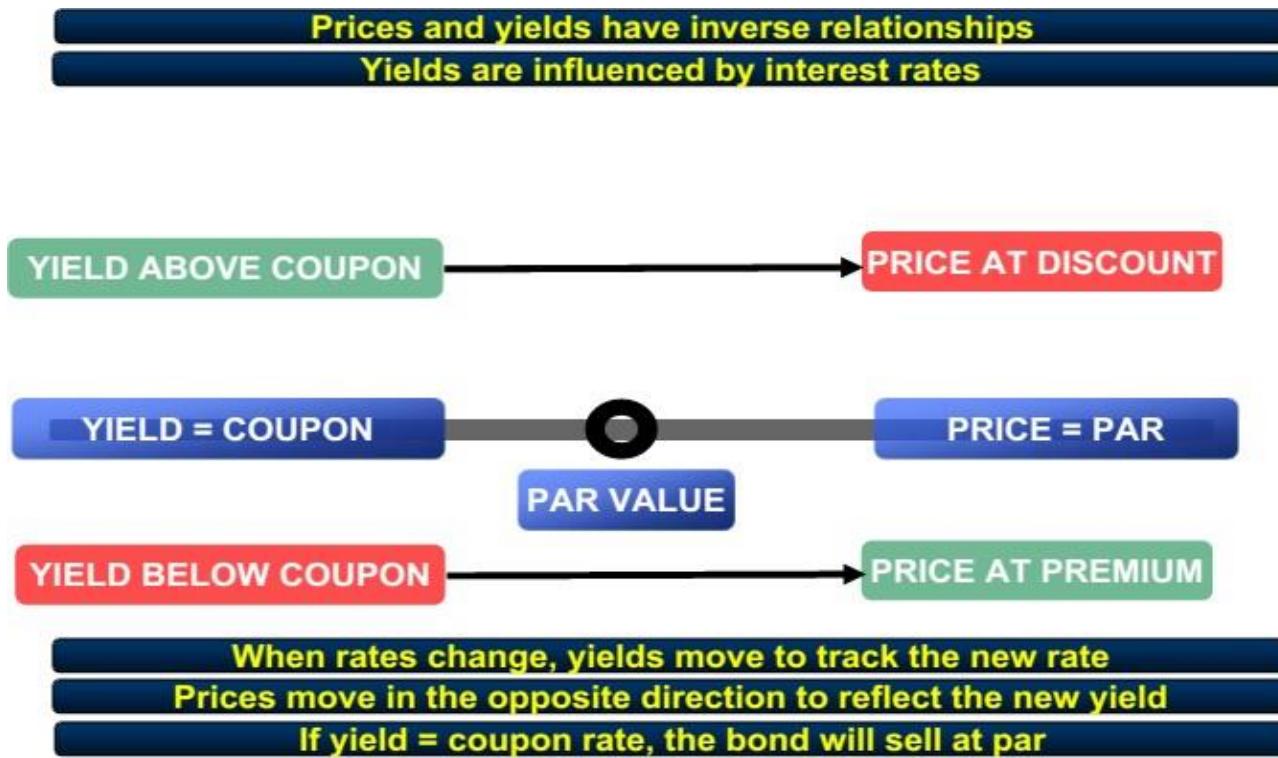 Prices and yields have inverse relationships
Yields are influenced by interest rates
YIELD ABOVE COUPON
PRICE AT DISCOUNT
YIELD = COUPON
PRICE = PAR
PAR VALUE
YIELD BELOW COUPON
PRICE AT PREMIUM
When rates change, yields move to track the new rate
Prices move in the opposite direction to reflect the new yield
If yield = coupon rate, the bond will sell at par